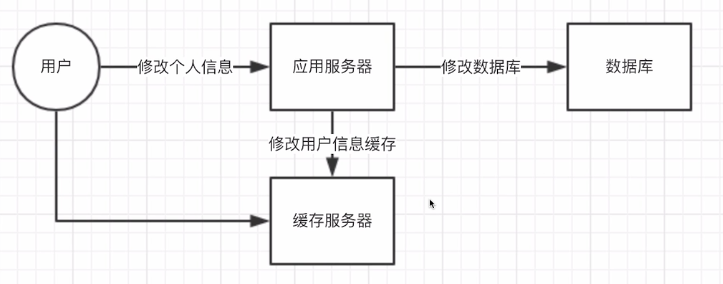 用户
修改个人信息
应用服务器
修改数据库
数据库
修改用户信息缓存
缓存服务器